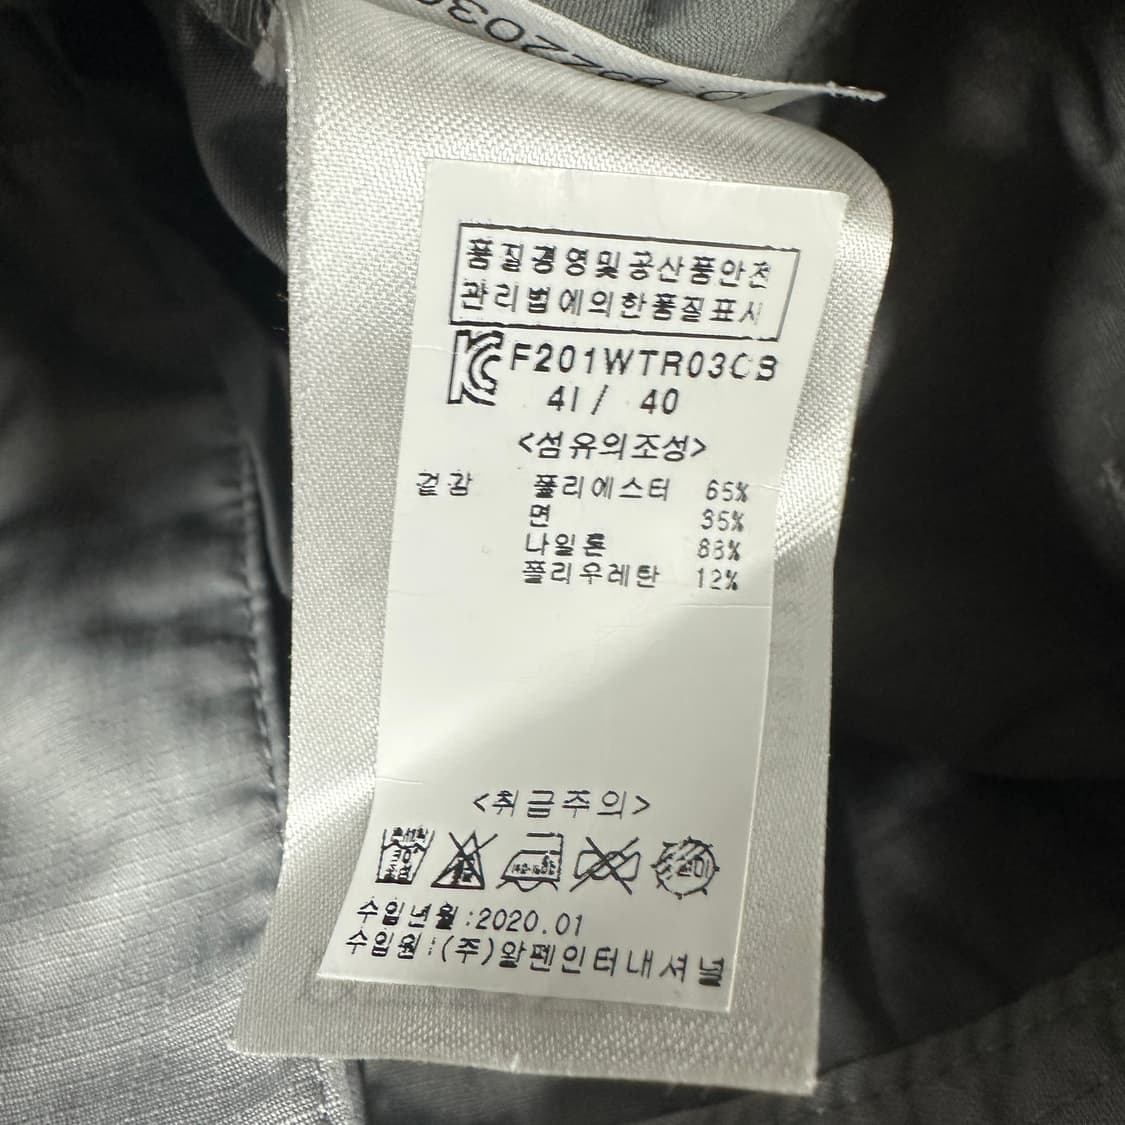 품질경영및공산품안전
관리법에의한품질표시
F201WTR03CB
41/ 40
<섬유의조성>
겉감 폴리에스터 65%
면 35%
나일론 88%
폴리우레탄 12%
<취급주의>
수입년월:2020.01
수입원:(주)왈펜인터내셔널